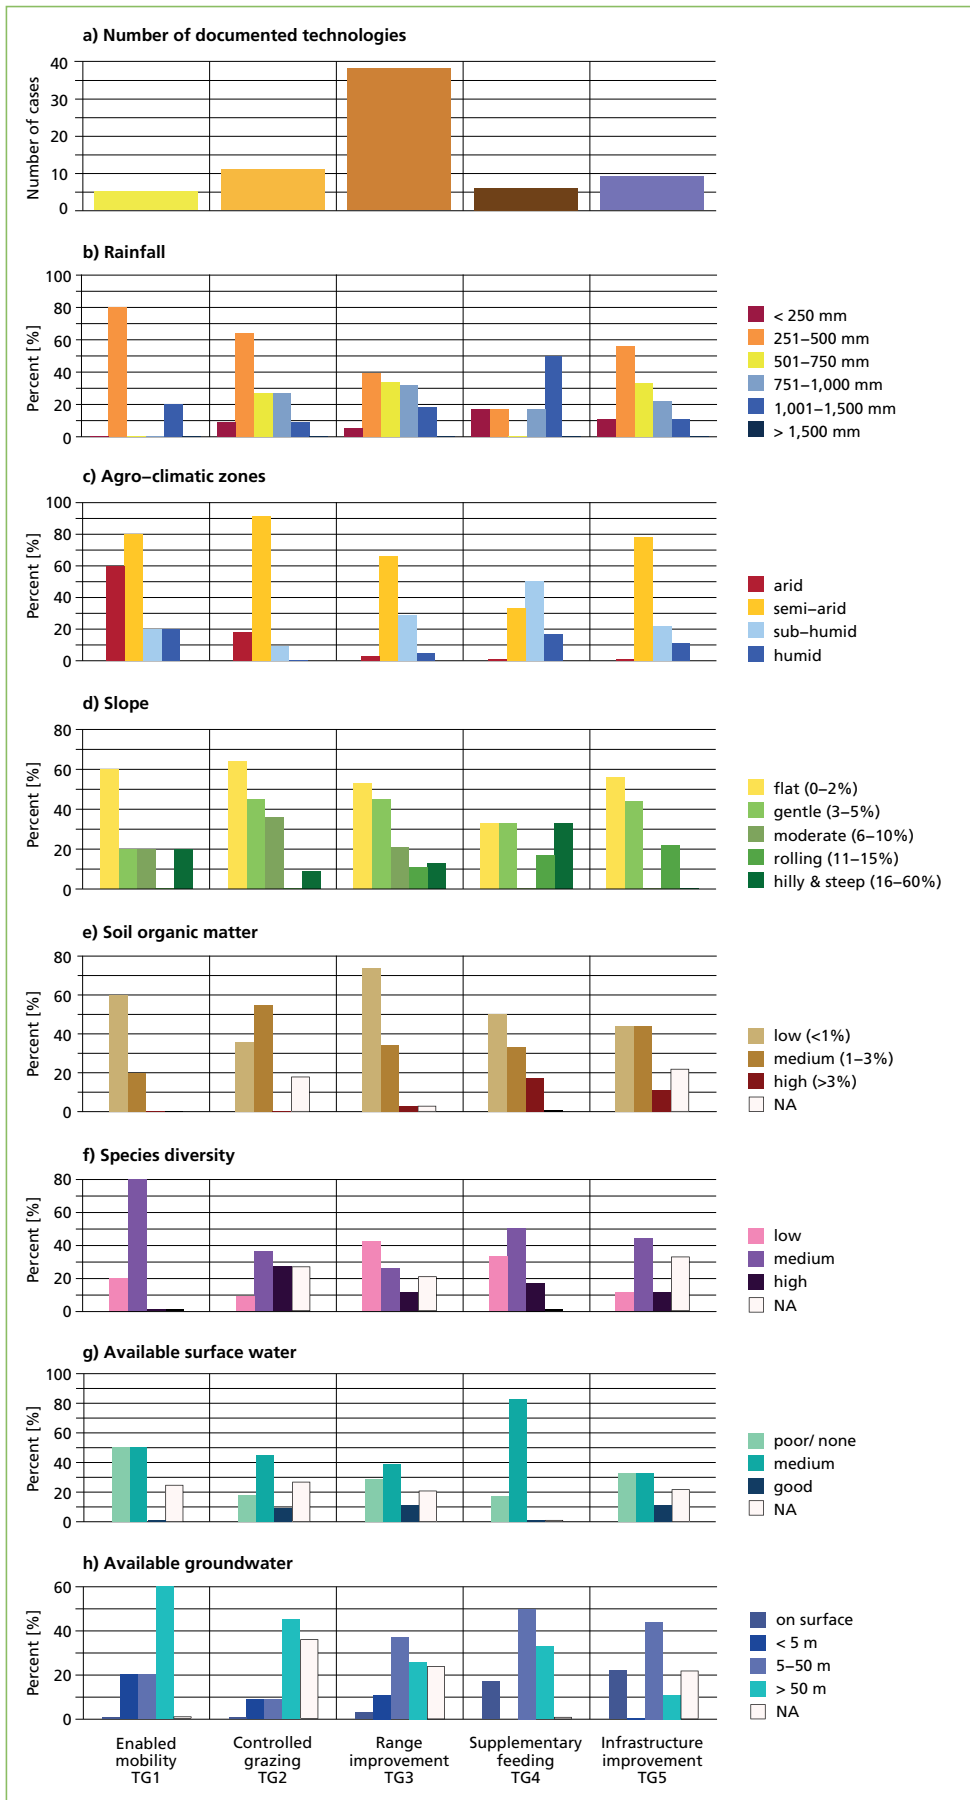 a) Number of documented technologies
Number of cases
40
30
20
10
0
b) Rainfall
Percent [%]
100
80
60
40
20
0
< 250 mm
251–500 mm
501–750 mm
751–1,000 mm
1,001–1,500 mm
> 1,500 mm
c) Agro–climatic zones
Percent [%]
100
80
60
40
20
0
arid
semi–arid
sub–humid
humid
d) Slope
Percent [%]
80
60
40
20
0
flat (0–2%)
gentle (3–5%)
moderate (6–10%)
rolling (11–15%)
hilly & steep (16–60%)
e) Soil organic matter
Percent [%]
80
60
40
20
0
low (<1%)
medium (1–3%)
high (>3%)
NA
f) Species diversity
Percent [%]
80
60
40
20
0
low
medium
high
NA
g) Available surface water
Percent [%]
100
80
60
40
20
0
poor/ none
medium
good
NA
h) Available groundwater
Percent [%]
60
40
20
0
on surface
< 5 m
5–50 m
> 50 m
NA
Enabled
mobility
TG1
Controlled
grazing
TG2
Range
improvement
TG3
Supplementary
feeding
TG4
Infrastructure
improvement
TG5